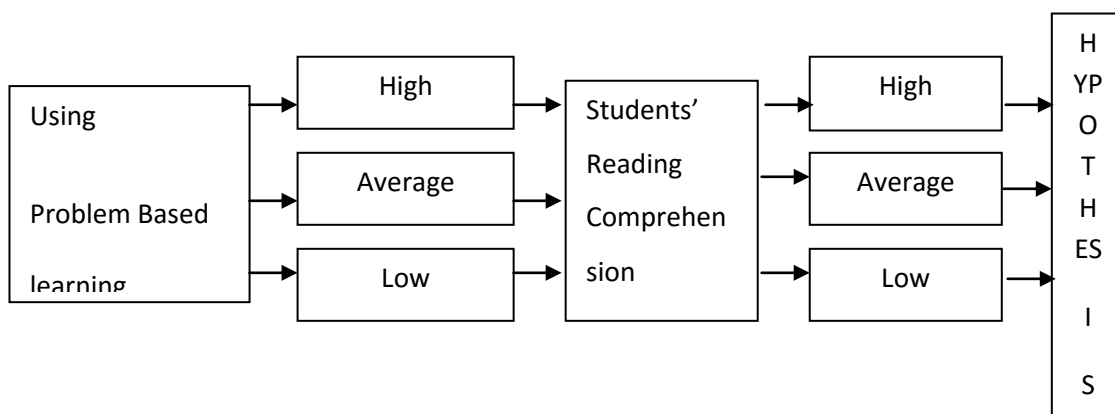 Using
Problem Based
learning
High
Average
Low
Students’
Reading
Comprehen
sion
High
Average
Low
H
YP
O
T
H
ES
I
S